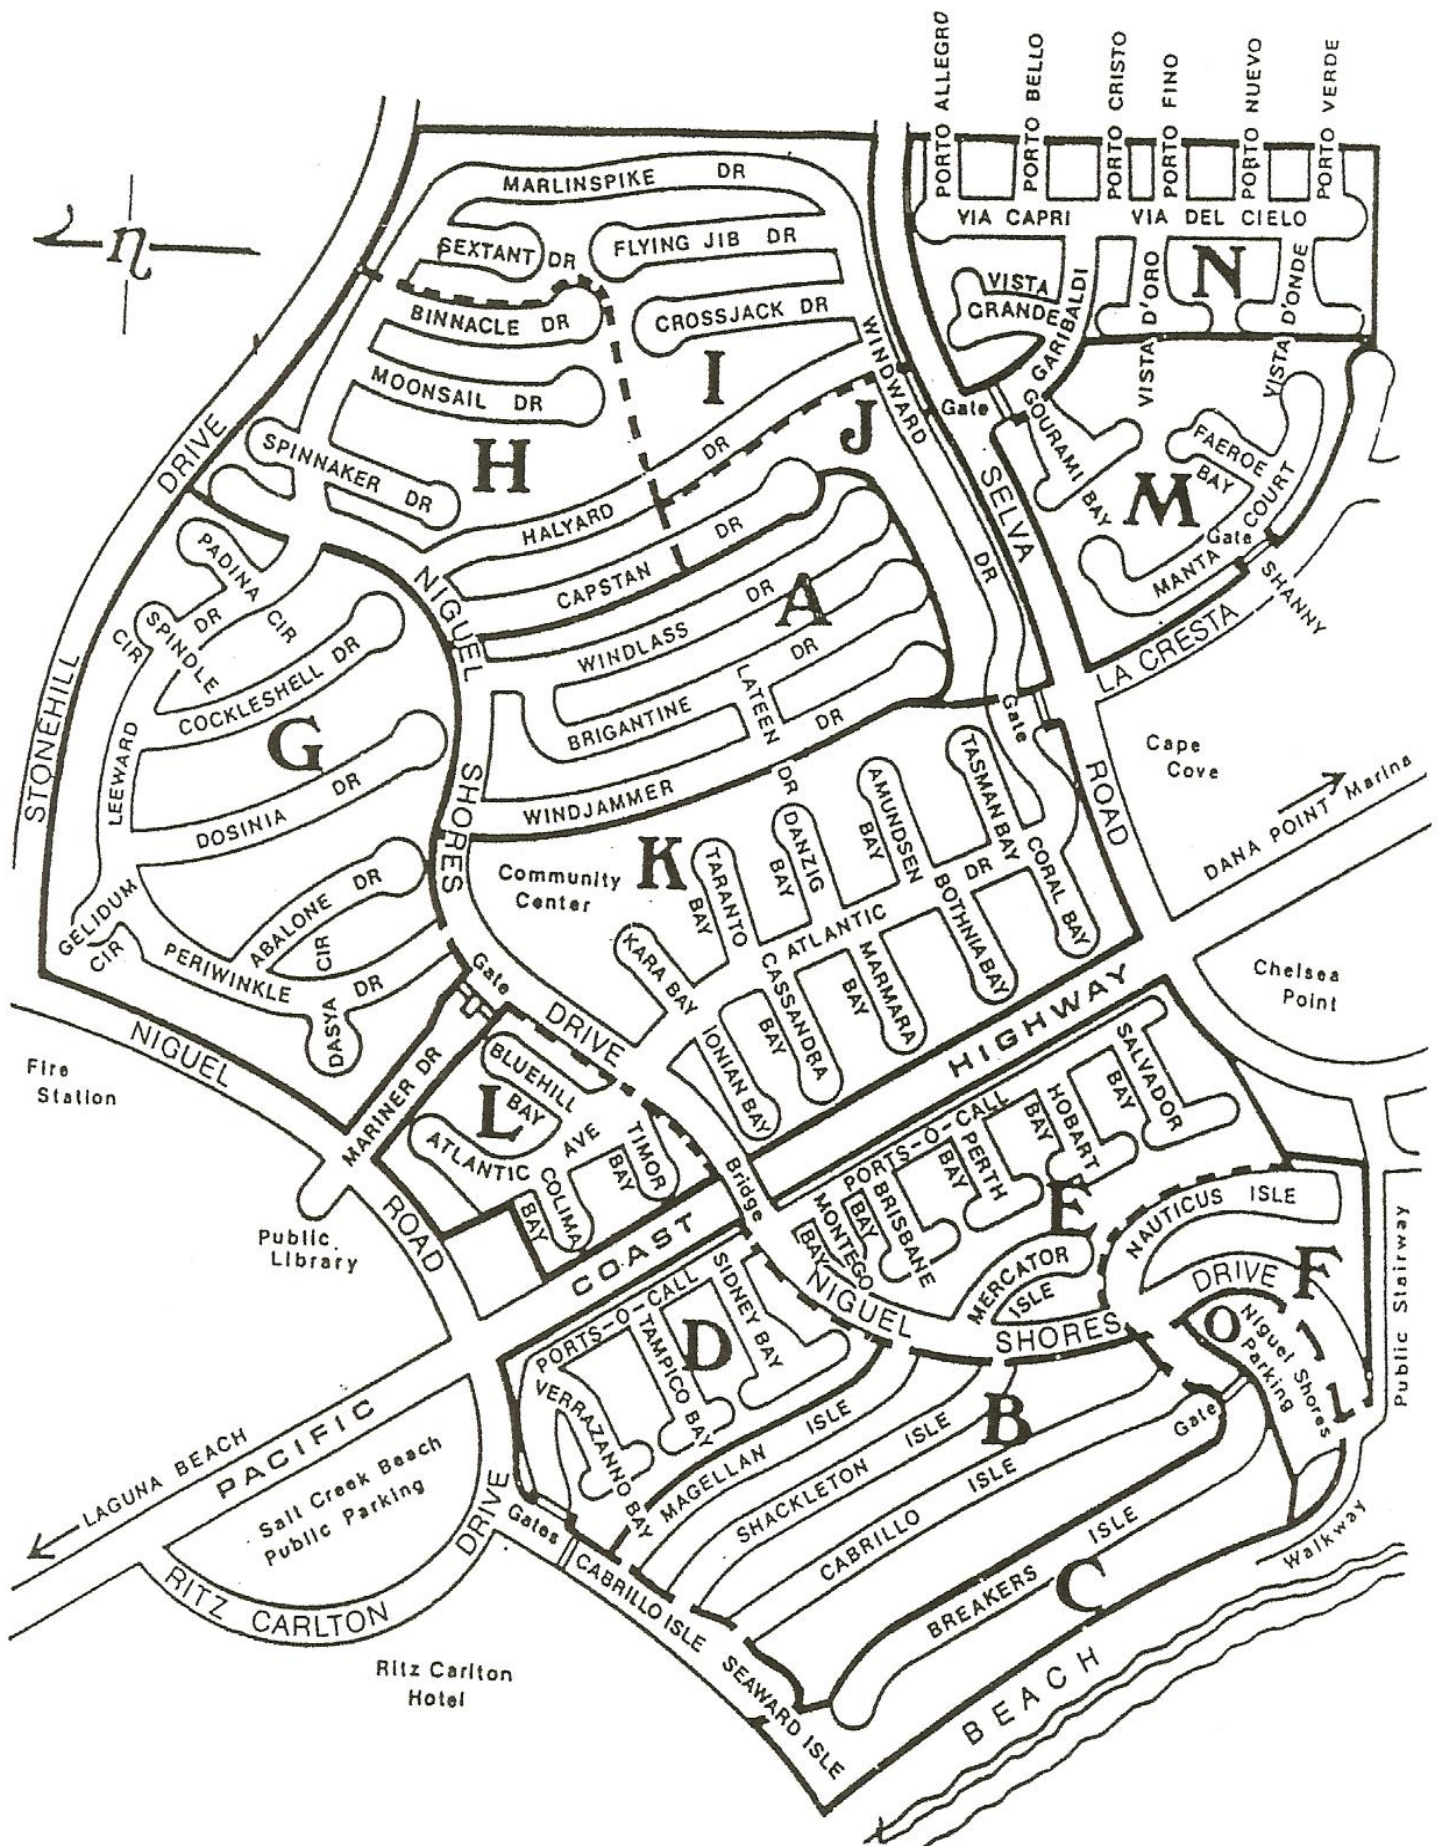 PORTO ALLEGRO
PORTO BELLO
PORTO CRISTO
PORTO FINO
PORTO NUEVO
PORTO VERDE
MARLINSPIKE DR
VIA CAPRI
VIA DEL CIELO
n
SEXTANT DR
FLYING JIB DR
N
VISTA GRANDE
GARIBALDI
VISTA D'ORO
VISTA D'ONDE
BINNACLE DR
CROSSJACK DR
WINDWARD DR
I
MOONSAIL DR
J
Gate
GOURAMI BAY
FAEROE BAY
H
SPINNAKER DR
STONEHILL DRIVE
HALYARD DR
SELVA ROAD
M
Gate
MANTA COURT
PADINA CIR
CAPSTAN DR
A
SHANNY
NIGUEL SHORES DRIVE
SPINDLE CIR
DR
WINDLASS DR
LA CRESTA
COCKLESHELL DR
LEEWARD
G
BRIGANTINE DR
LATEEN DR
Gate
Cape
Cove
DOSINIA DR
WINDJAMMER DR
TASMAN BAY
AMUNDSEN BAY
DANZIG BAY
DANA POINT Marina
K
TARANTO BAY
CORAL BAY
Community
Center
ABALONE DR
BOTHNIA BAY
ATLANTIC DR
GELIDUM CIR
PERIWINKLE DR
CIR
DASYA
KARA BAY
CASSANDRA BAY
MARMARA BAY
Gate
Chelsea
Point
IONIAN BAY
NIGUEL ROAD
Fire
Station
MARINER DR
BLUEHILL BAY
L
ATLANTIC AVE
COLIMA BAY
TIMOR BAY
Bridge
PACIFIC COAST HIGHWAY
SALVADOR BAY
HOBART BAY
PORTS-O-CALL
PERTH BAY
BRISBANE BAY
MONTEGO BAY
E
NAUTICUS ISLE
MERCATOR ISLE
F
Public
Library
NIGUEL SHORES DRIVE
Public Stairway
O
Niguel Shores
Parking
PORTS-O-CALL
SIDNEY BAY
D
TAMPICO BAY
VERRAZANNO BAY
B
Gate
MAGELLAN ISLE
SHACKLETON ISLE
CABRILLO ISLE
LAGUNA BEACH
Salt Creek Beach
Public Parking
Gates
RITZ CARLTON DRIVE
CABRILLO ISLE
BREAKERS ISLE
C
Walkway
Ritz Carlton
Hotel
SEAWARD ISLE
BEACH